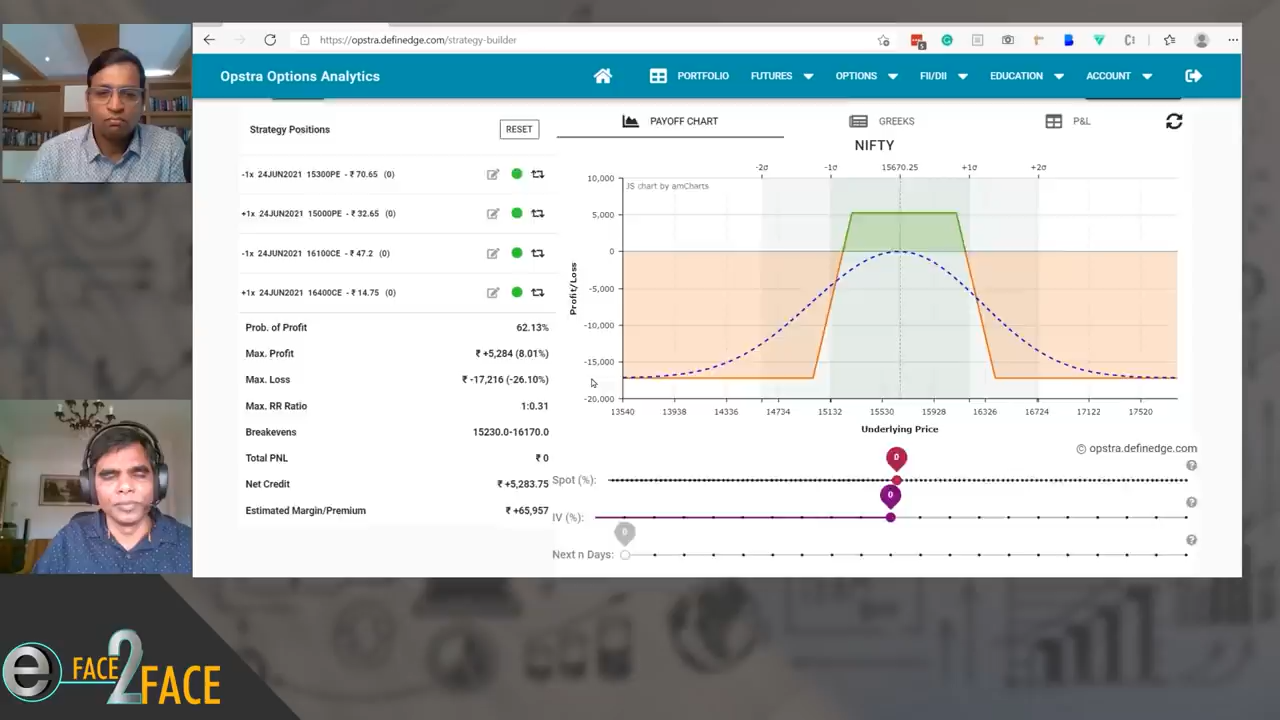 https://opstra.definedge.com/strategy-builder
5
Opstra Options Analytics
PORTFOLIO
FUTURES
OPTIONS
FII/DII
EDUCATION
ACCOUNT
Strategy Positions
RESET
-1x 24JUN2021 15300PE - ₹ 70.65 (0)
+1x 24JUN2021 15000PE - ₹ 32.65 (0)
-1x 24JUN2021 16100CE - ₹ 47.2 (0)
+1x 24JUN2021 16400CE - ₹ 14.75 (0)
Prob. of Profit 62.13%
Max. Profit ₹ +5,284 (8.01%)
Max. Loss ₹ -17,216 (-26.10%)
Max. RR Ratio 1:0.31
Breakevens 15230.0-16170.0
Total PNL ₹ 0
Net Credit ₹ +5,283.75
Estimated Margin/Premium ₹ +65,957
PAYOFF CHART
GREEKS
P&L
NIFTY
-2σ -1σ 15670.25 +1σ +2σ
JS chart by amCharts
10,000
5,000
0
-5,000
-10,000
-15,000
-20,000
Profit/Loss
13540 13938 14336 14734 15132 15530 15928 16326 16724 17122 17520
Underlying Price
© opstra.definedge.com
0
Spot (%): ?
0
IV (%): ?
0
Next n Days: ?
e FACE
2
FACE